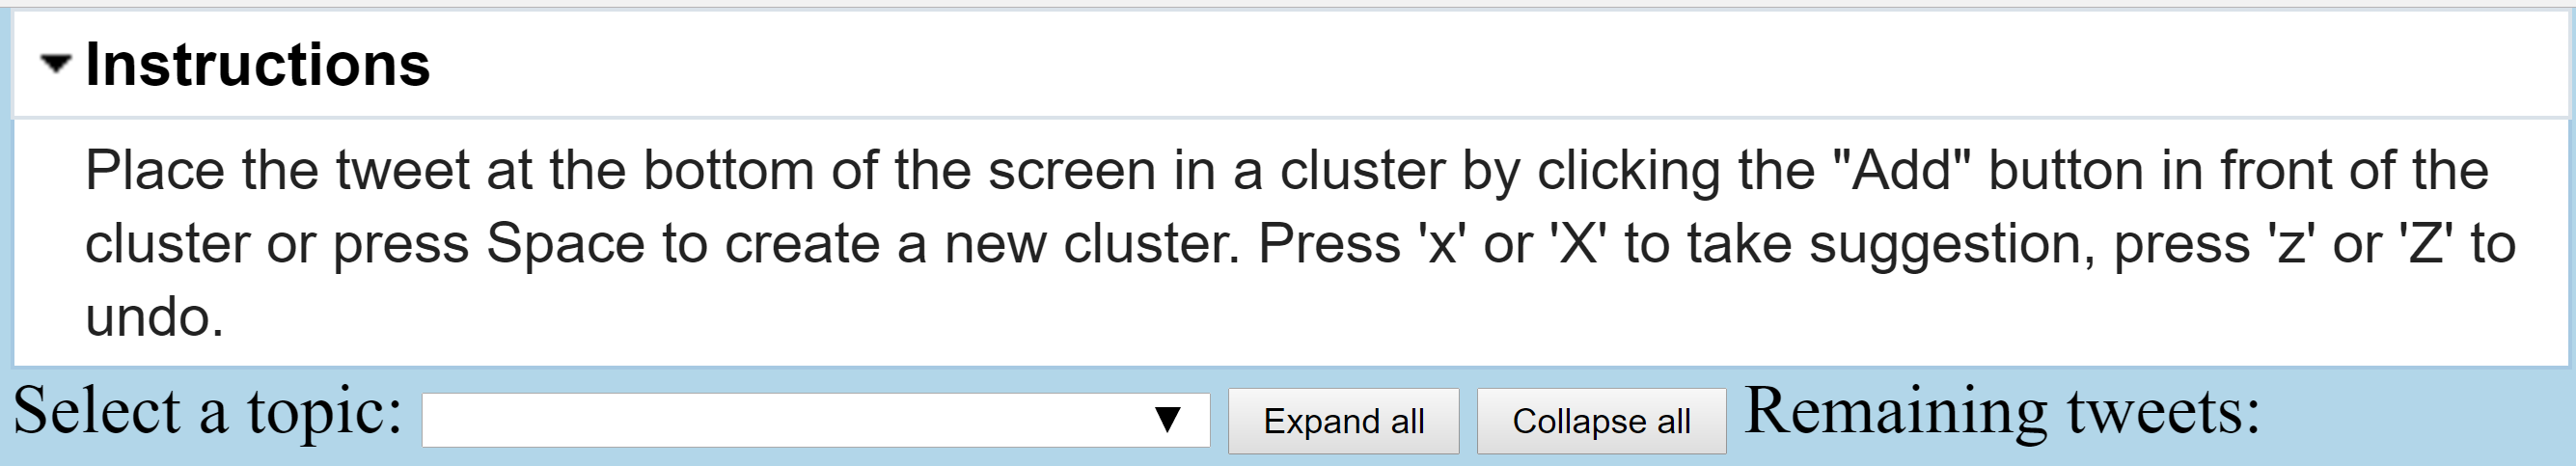 Instructions
Place the tweet at the bottom of the screen in a cluster by clicking the "Add" button in front of the
cluster or press Space to create a new cluster. Press 'x' or 'X' to take suggestion, press 'z' or 'Z' to
undo.
Select a topic: Expand all Collapse all Remaining tweets: